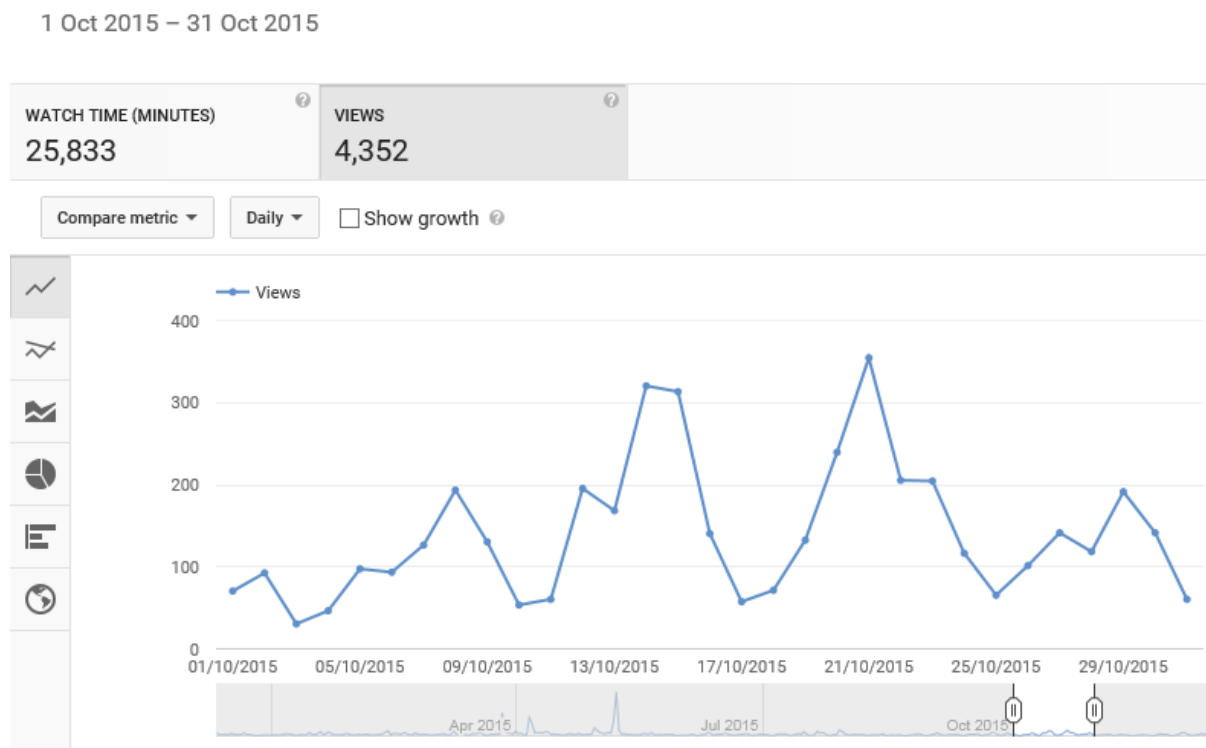 1 Oct 2015 – 31 Oct 2015
WATCH TIME (MINUTES)
25,833
VIEWS
4,352
Compare metric
Daily
Show growth
Views
400
300
200
100
0
01/10/2015 05/10/2015 09/10/2015 13/10/2015 17/10/2015 21/10/2015 25/10/2015 29/10/2015
Apr 2015 Jul 2015 Oct 2015